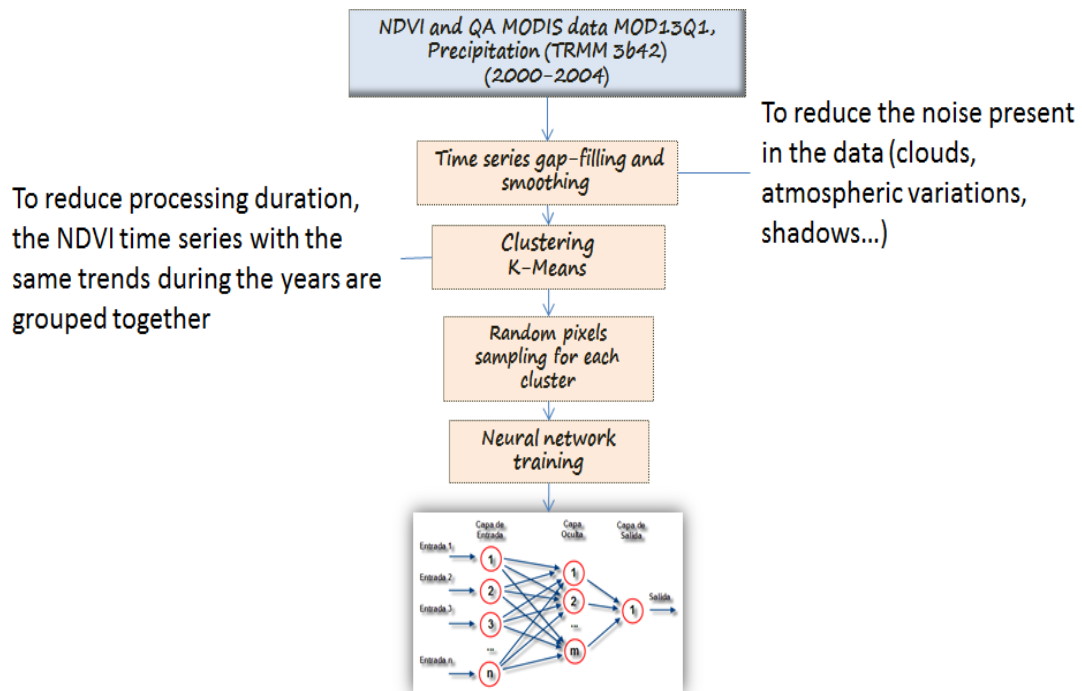 NDVI and QA MODIS data MOD13Q1,
Precipitation (TRMM 3b42)
(2000-2004)
To reduce the noise present
in the data (clouds,
atmospheric variations,
shadows...)
Time series gap-filling and
smoothing
To reduce processing duration,
the NDVI time series with the
same trends during the years are
grouped together
Clustering
K-Means
Random pixels
sampling for each
cluster
Neural network
training
Capa de
Entrada
Capa
Oculta
Capa de
Salida
Entrada 1
Entrada 2
Entrada 3
Entrada n
1
2
3
...
n
1
2
...
m
1
Salida